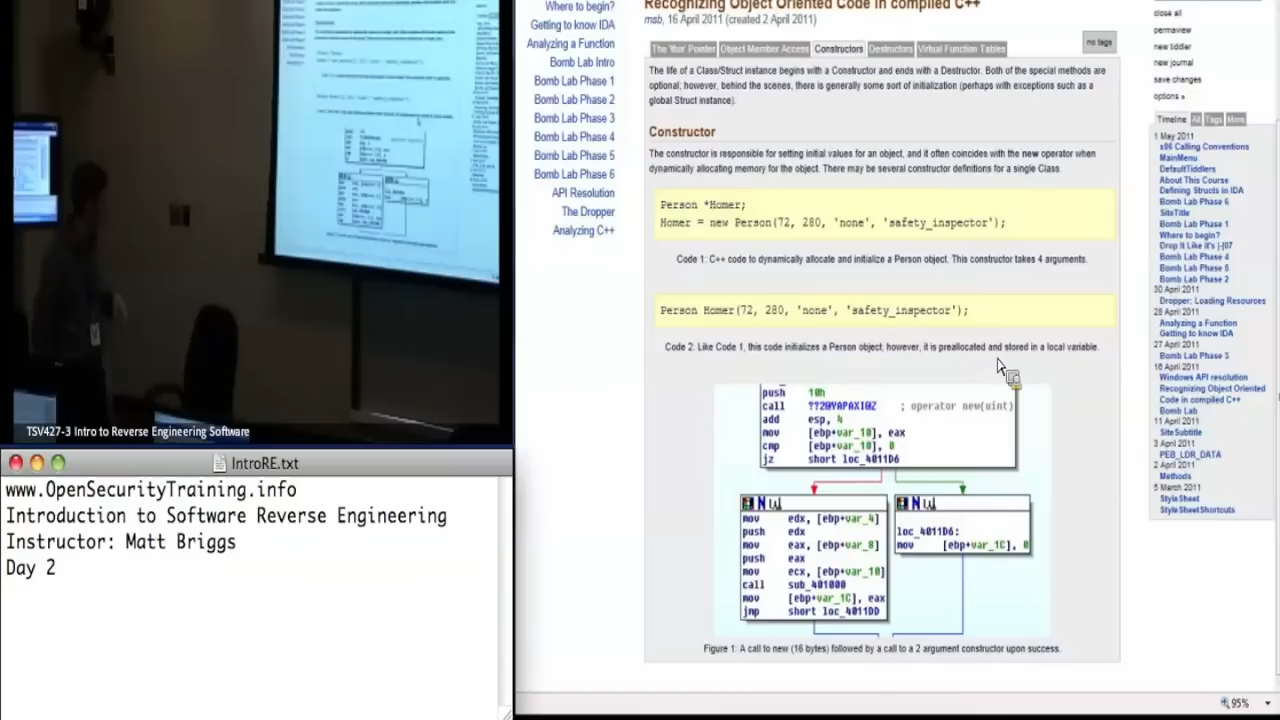 Where to begin?
Getting to know IDA
Analyzing a Function
Bomb Lab Intro
Bomb Lab Phase 1
Bomb Lab Phase 2
Bomb Lab Phase 3
Bomb Lab Phase 4
Bomb Lab Phase 5
Bomb Lab Phase 6
API Resolution
The Dropper
Analyzing C++
Recognizing Object Oriented Code in compiled C++
msb, 16 April 2011 (created 2 April 2011)
no tags
The 'this' Pointer Object Member Access Constructors Destructors Virtual Function Tables
The life of a Class/Struct instance begins with a Constructor and ends with a Destructor. Both of the special methods are
optional; however, behind the scenes, there is generally some sort of initialization (perhaps with exceptions such as a
global Struct instance).
Constructor
The constructor is responsible for setting initial values for an object, and it often coincides with the new operator when
dynamically allocating memory for the object. There may be several constructor definitions for a single Class.
Person *Homer;
Homer = new Person(72, 280, 'none', 'safety_inspector');
Code 1: C++ code to dynamically allocate and initialize a Person object. This constructor takes 4 arguments.
Person Homer(72, 280, 'none', 'safety_inspector');
Code 2: Like Code 1, this code initializes a Person object; however, it is preallocated and stored in a local variable.
push 10h
call ??2@YAPAXI@Z ; operator new(uint)
add esp, 4
mov [ebp+var_10], eax
cmp [ebp+var_10], 0
jz short loc_4011D6
mov edx, [ebp+var_4]
push edx
mov eax, [ebp+var_8]
push eax
mov ecx, [ebp+var_10]
call sub_401000
mov [ebp+var_1C], eax
jmp short loc_4011DD
loc_4011D6:
mov [ebp+var_1C], 0
Figure 1: A call to new (16 bytes) followed by a call to a 2 argument constructor upon success.
close all
permaview
new tiddler
new journal
save changes
options »
Timeline All Tags More
1 May 2011
x86 Calling Conventions
MainMenu
DefaultTiddlers
About This Course
Defining Structs in IDA
Bomb Lab Phase 6
SiteTitle
Bomb Lab Phase 1
Where to begin?
Drop It Like it's |-|07
Bomb Lab Phase 4
Bomb Lab Phase 5
Bomb Lab Phase 2
30 April 2011
Dropper: Loading Resources
28 April 2011
Analyzing a Function
Getting to know IDA
27 April 2011
Bomb Lab Phase 3
16 April 2011
Windows API resolution
Recognizing Object Oriented
Code in compiled C++
Bomb Lab
11 April 2011
SiteSubtitle
3 April 2011
PEB_LDR_DATA
2 April 2011
Methods
5 March 2011
StyleSheet
StyleSheetShortcuts
95%
TSV427-3 Intro to Reverse Engineering Software
IntroRE.txt
www.OpenSecurityTraining.info
Introduction to Software Reverse Engineering
Instructor: Matt Briggs
Day 2